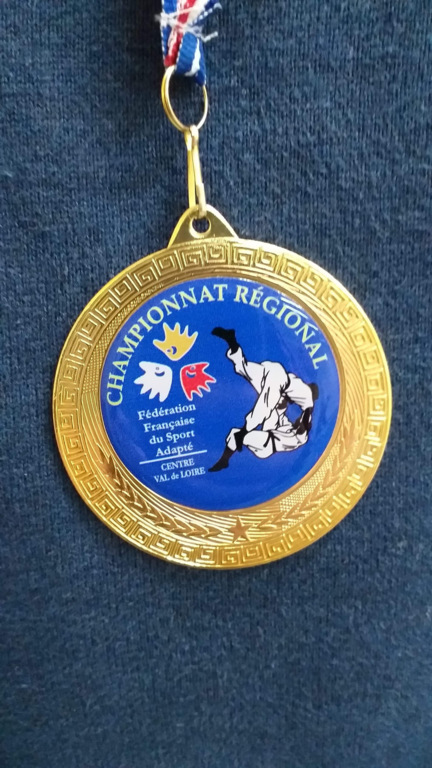 CHAMPIONNAT RÉGIONAL
Fédération
Française
du Sport
Adapté
CENTRE
VAL de LOIRE